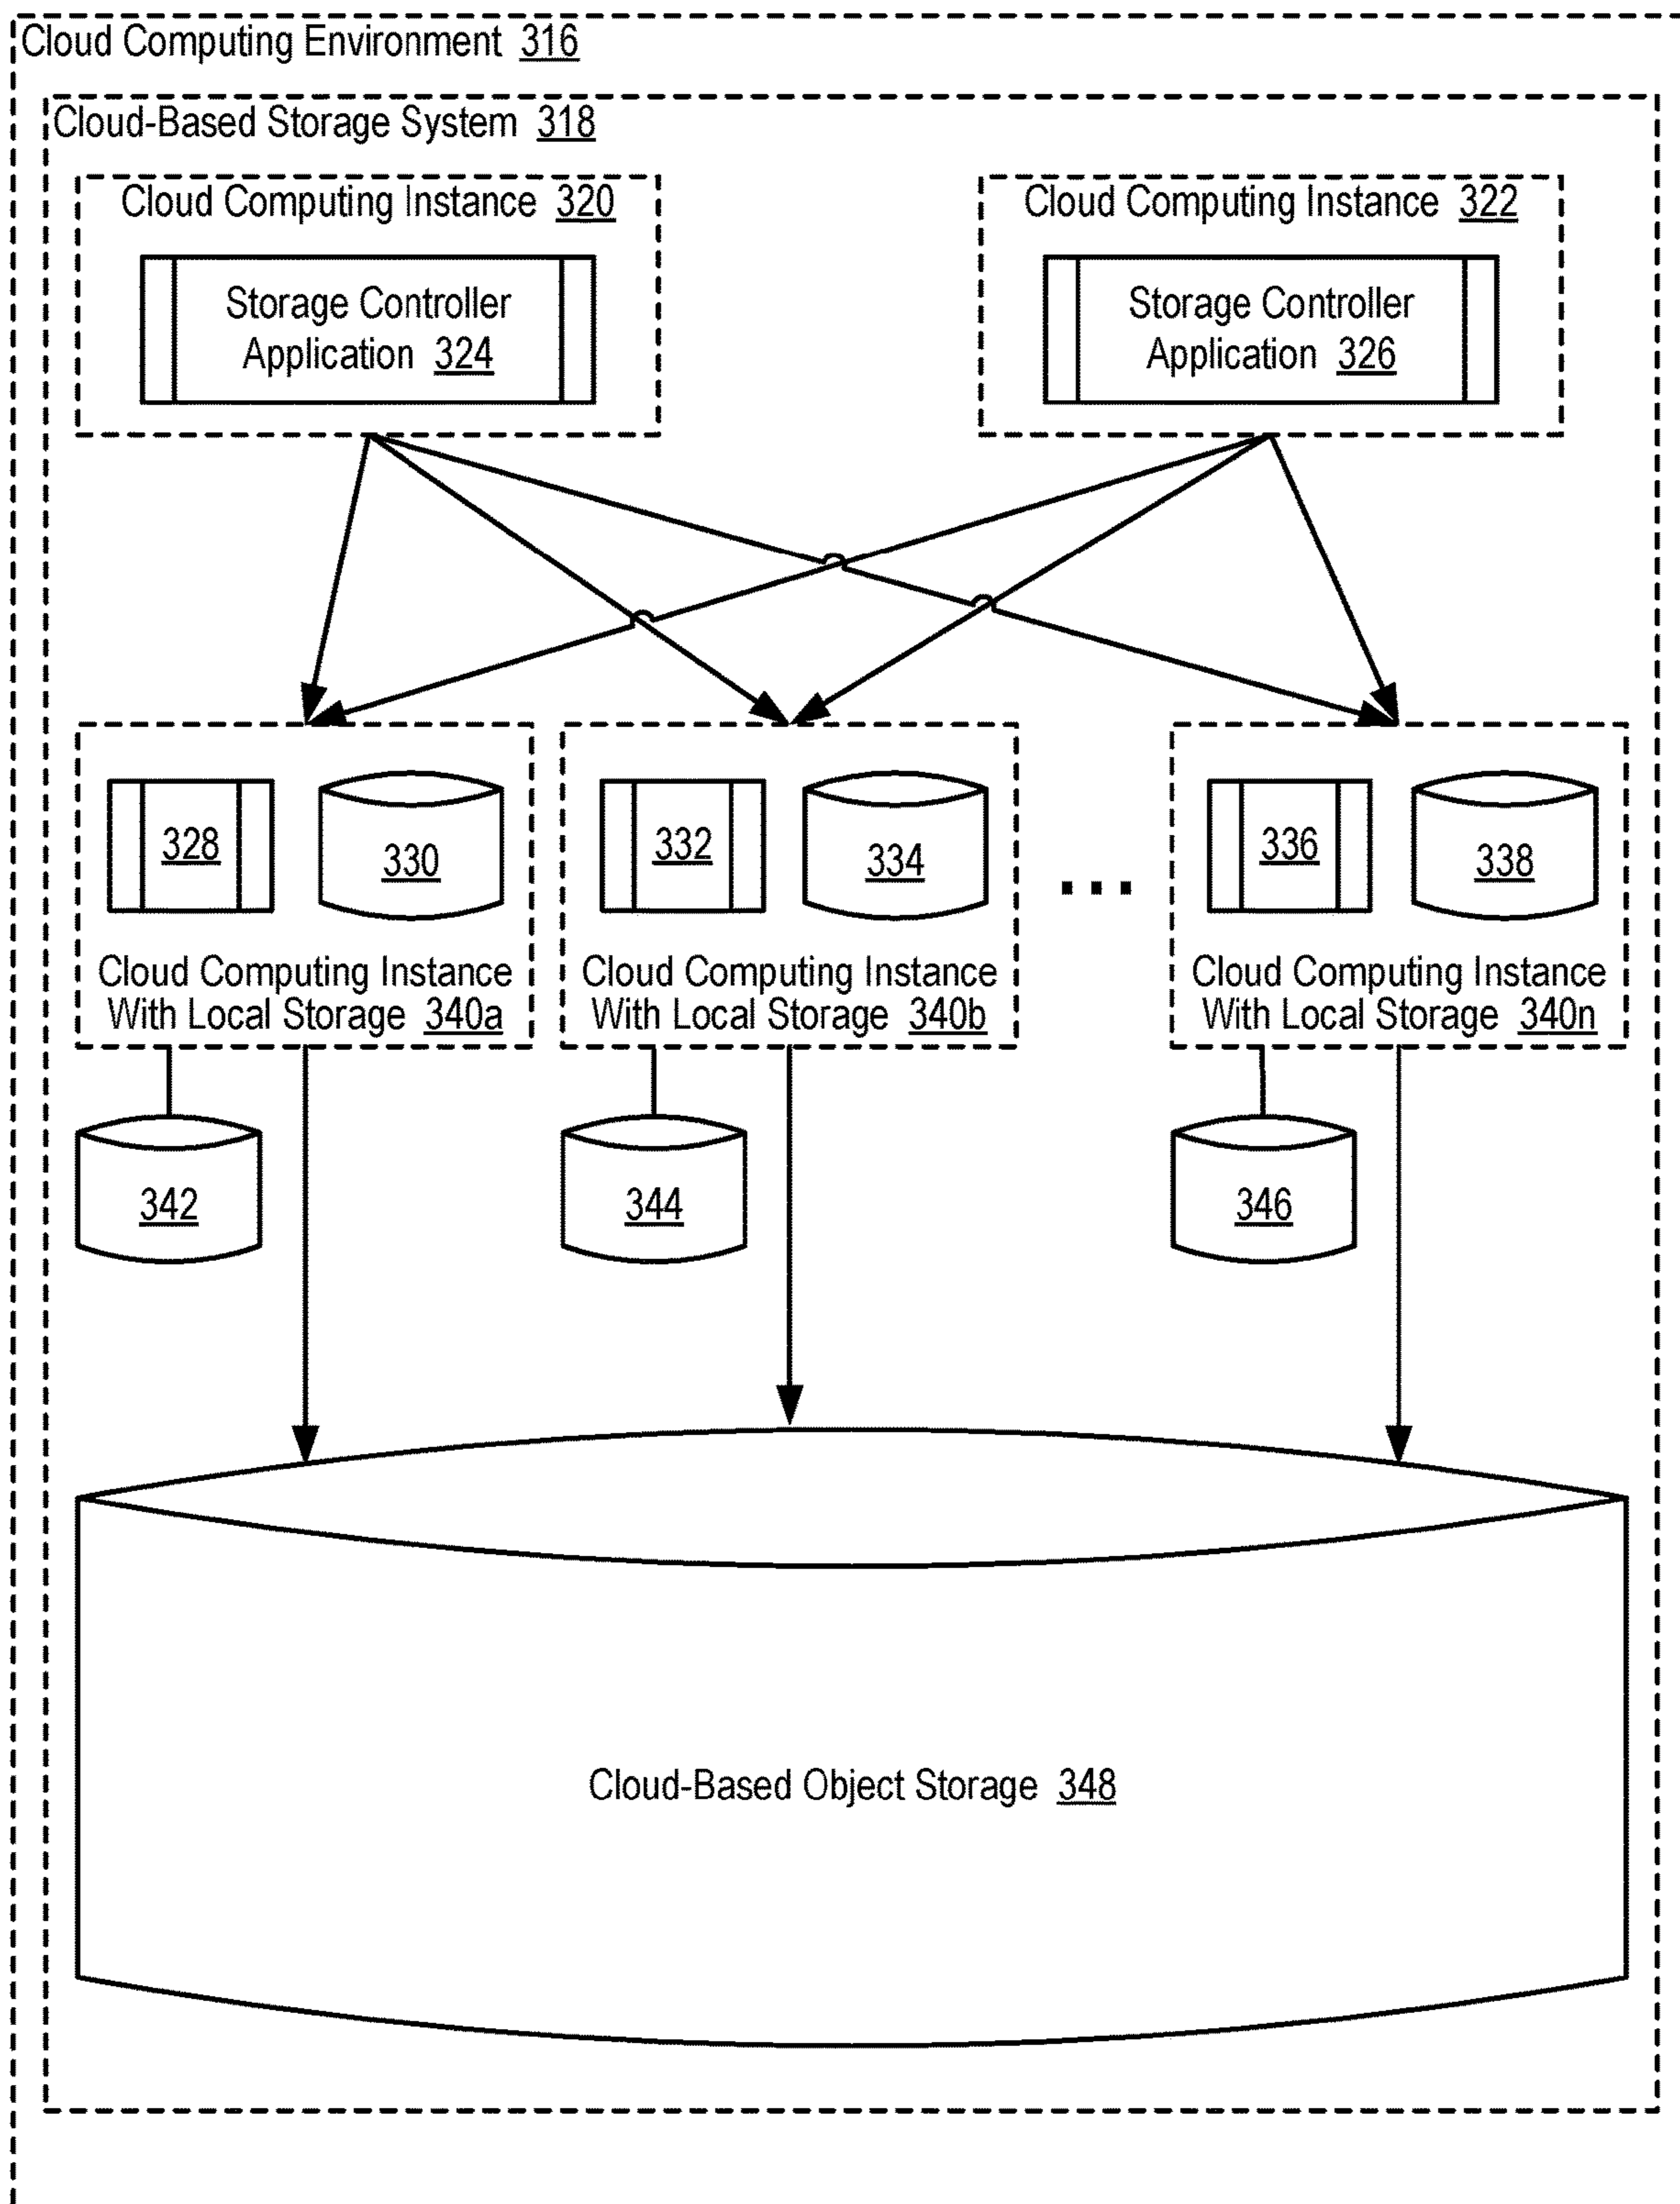 Cloud Computing Environment 316
Cloud-Based Storage System 318
Cloud Computing Instance 320
Storage Controller
Application 324
Cloud Computing Instance 322
Storage Controller
Application 326
328
330
Cloud Computing Instance
With Local Storage 340a
332
334
Cloud Computing Instance
With Local Storage 340b
...
336
338
Cloud Computing Instance
With Local Storage 340n
342
344
346
Cloud-Based Object Storage 348